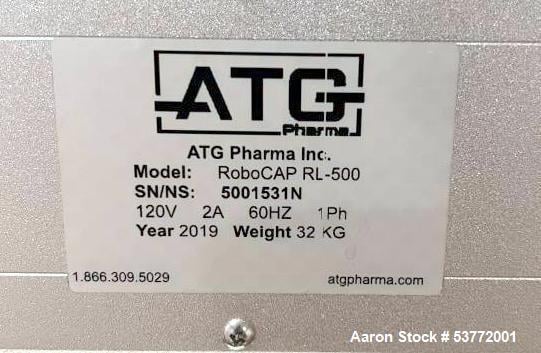 ATG
Pharma
ATG Pharma Inc.
Model: RoboCAP RL-500
SN/NS: 5001531N
120V 2A 60HZ 1Ph
Year 2019 Weight 32 KG
1.866.309.5029 atgpharma.com
Aaron Stock # 53772001